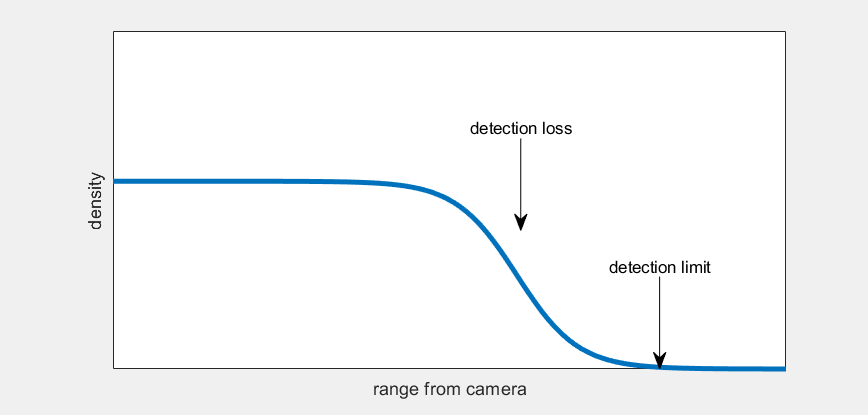 detection loss
density
detection limit
range from camera